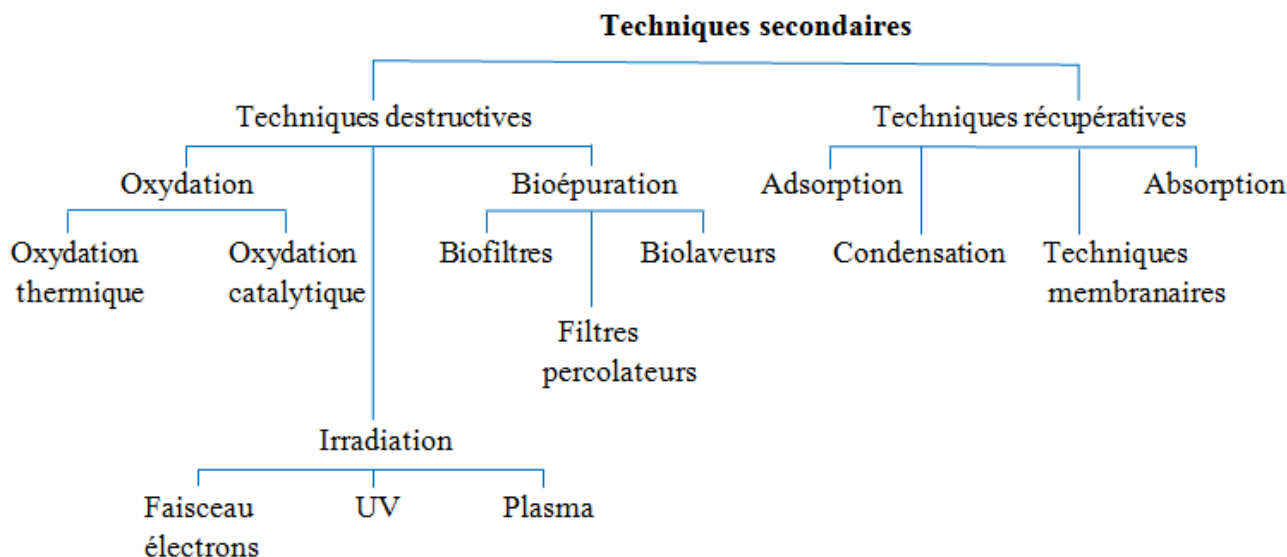 Techniques secondaires
Techniques destructives
Techniques récupératives
Oxydation
Bioépuration
Adsorption
Absorption
Oxydation
thermique
Oxydation
catalytique
Biofiltres
Biolaveurs
Condensation
Techniques
membranaires
Filtres
percolateurs
Irradiation
Faisceau
électrons
UV
Plasma